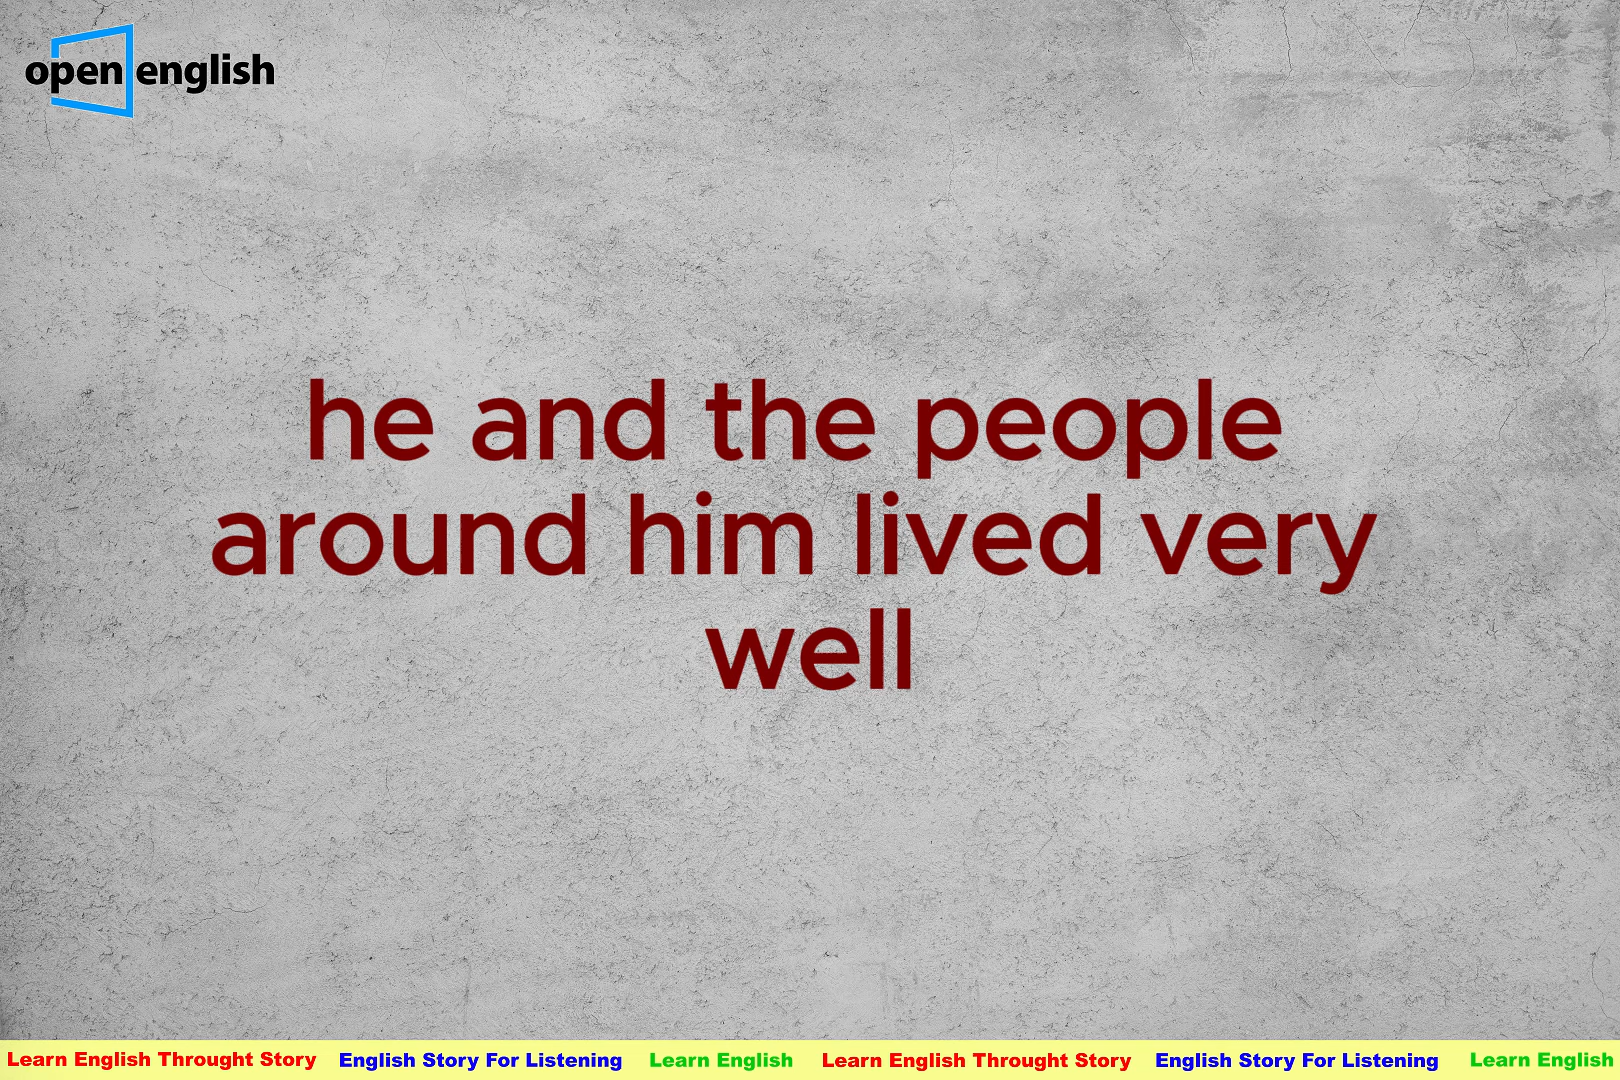 open english
he and the people
around him lived very
well
Learn English Throught Story English Story For Listening Learn English Learn English Throught Story English Story For Listening Learn English